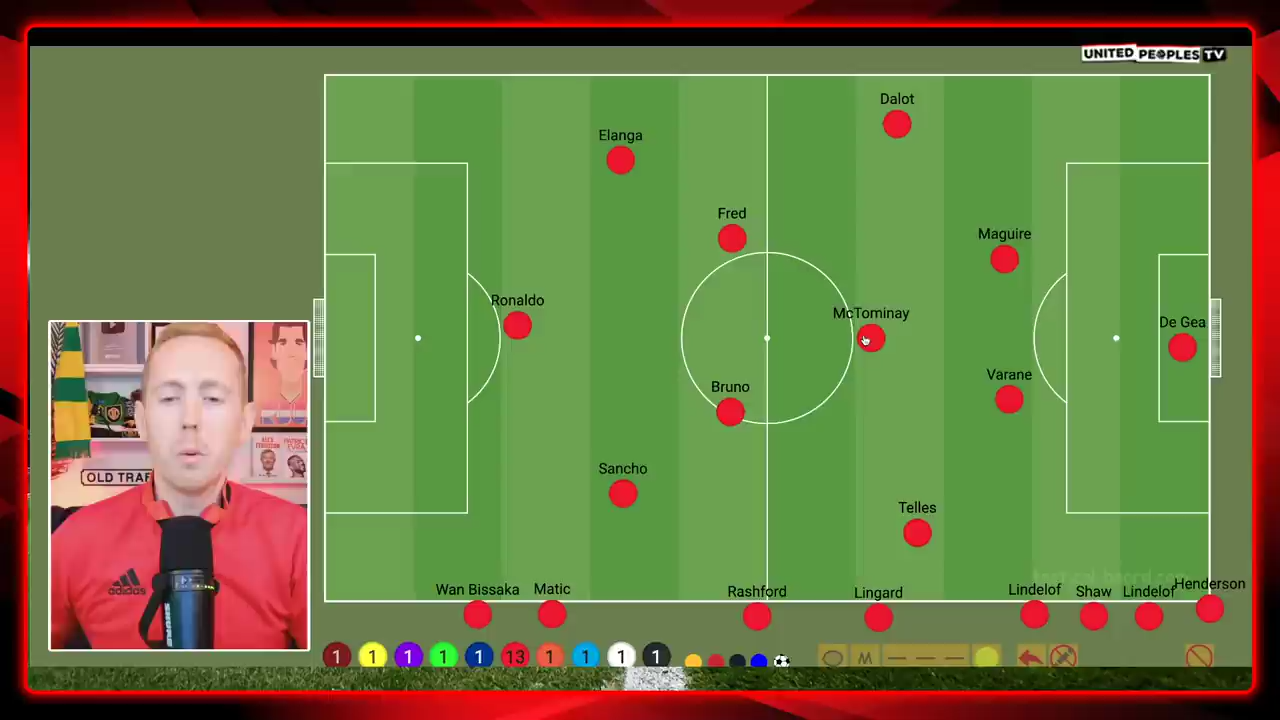 UNITED PEOPLES TV
Dalot
Elanga
Fred
Maguire
Ronaldo
McTominay
De Gea
Varane
Bruno
Sancho
Telles
OLD TRAF
adidas
Wan Bissaka
Matic
Rashford
Lingard
Lindelof
Shaw
Lindelof
Henderson
1 1 1 1 1 13 1 1 1 1